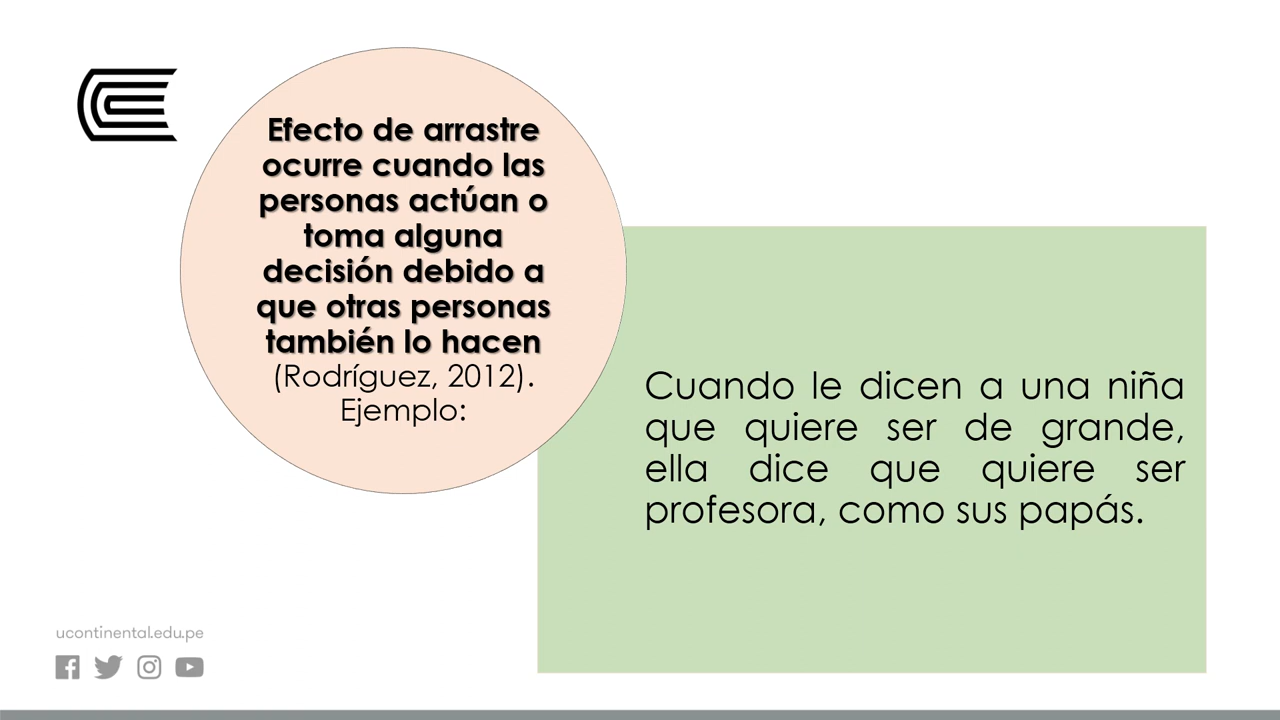 Efecto de arrastre
ocurre cuando las
personas actúan o
toma alguna
decisión debido a
que otras personas
también lo hacen
(Rodríguez, 2012).
Ejemplo:
Cuando le dicen a una niña
que quiere ser de grande,
ella dice que quiere ser
profesora, como sus papás.
ucontinental.edu.pe